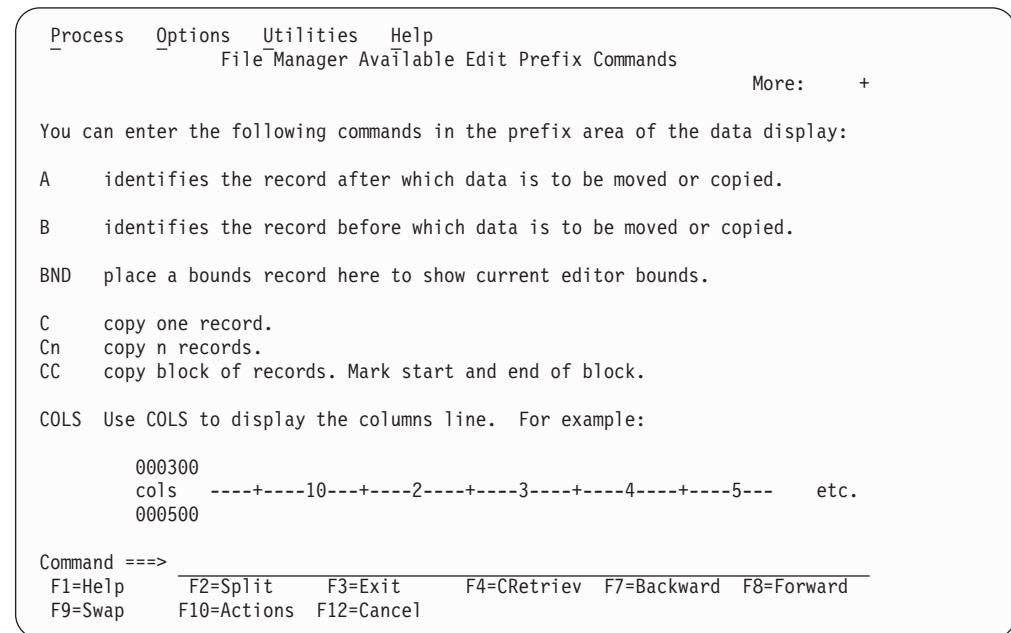 Process   Options   Utilities   Help
File Manager Available Edit Prefix Commands
More:     +
You can enter the following commands in the prefix area of the data display:
A     identifies the record after which data is to be moved or copied.
B     identifies the record before which data is to be moved or copied.
BND   place a bounds record here to show current editor bounds.
C     copy one record.
Cn    copy n records.
CC    copy block of records. Mark start and end of block.
COLS  Use COLS to display the columns line.  For example:
000300
cols   ----+----10---+----2----+----3----+----4----+----5---   etc.
000500
Command ===>
F1=Help   F2=Split   F3=Exit   F4=CRetriev  F7=Backward  F8=Forward
F9=Swap   F10=Actions  F12=Cancel